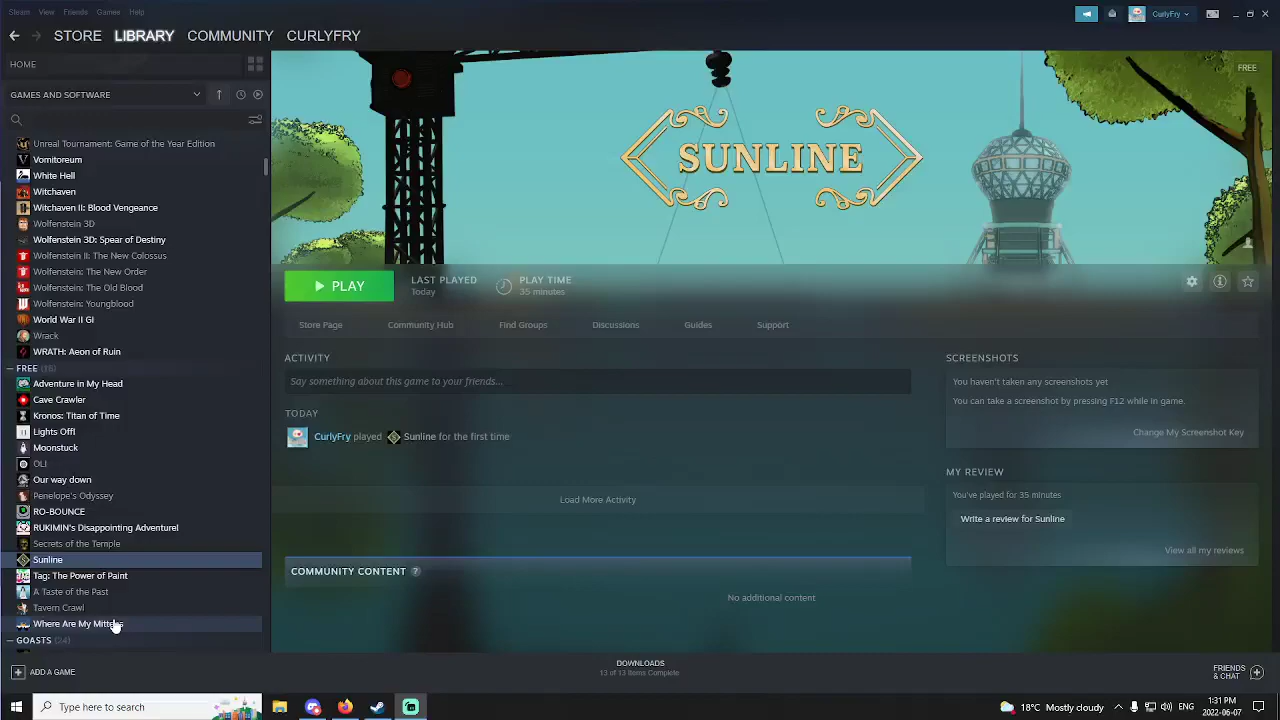 Steam View Friends Games Help
CurlyFry
STORE LIBRARY COMMUNITY CURLYFRY
HOME
GAMES AND SOFTWARE
Unreal Tournament: Game of the Year Edition
Vomitoreum
White Hell
Witchaven
Witchaven II: Blood Vengeance
Wolfenstein 3D
Wolfenstein 3D: Spear of Destiny
Wolfenstein II: The New Colossus
Wolfenstein: The New Order
Wolfenstein: The Old Blood
Wolfenstein: Youngblood
World War II GI
Wrack
WRATH: Aeon of Ruin
FREE (16)
Adventure in My Head
Cave Crawler
Kronos: Titan of Time
Lights Off!
Moonstuck
OLI
Our way down
Penelope's Odyssey
RO-BOUNCE
RUKIMIN'S Disappointing Adventure!
Secrets of the Temple
Sunline
Tag: The Power of Paint
A Taste of the Past
Tavern Crawl
Where Are My
GOASTS (24)
ADD A GAME
SUNLINE
FREE
PLAY
LAST PLAYED
Today
PLAY TIME
35 minutes
Store Page Community Hub Find Groups Discussions Guides Support
ACTIVITY
Say something about this game to your friends...
TODAY
CurlyFry played Sunline for the first time
Load More Activity
COMMUNITY CONTENT ?
No additional content
SCREENSHOTS
You haven't taken any screenshots yet
You can take a screenshot by pressing F12 while in game.
Change My Screenshot Key
MY REVIEW
You've played for 35 minutes
Write a review for Sunline
View all my reviews
DOWNLOADS
13 of 13 Items Complete
FRIENDS
& CHAT
Type here to search
18°C Mostly cloudy
ENG
1:31 PM
2022-06-07